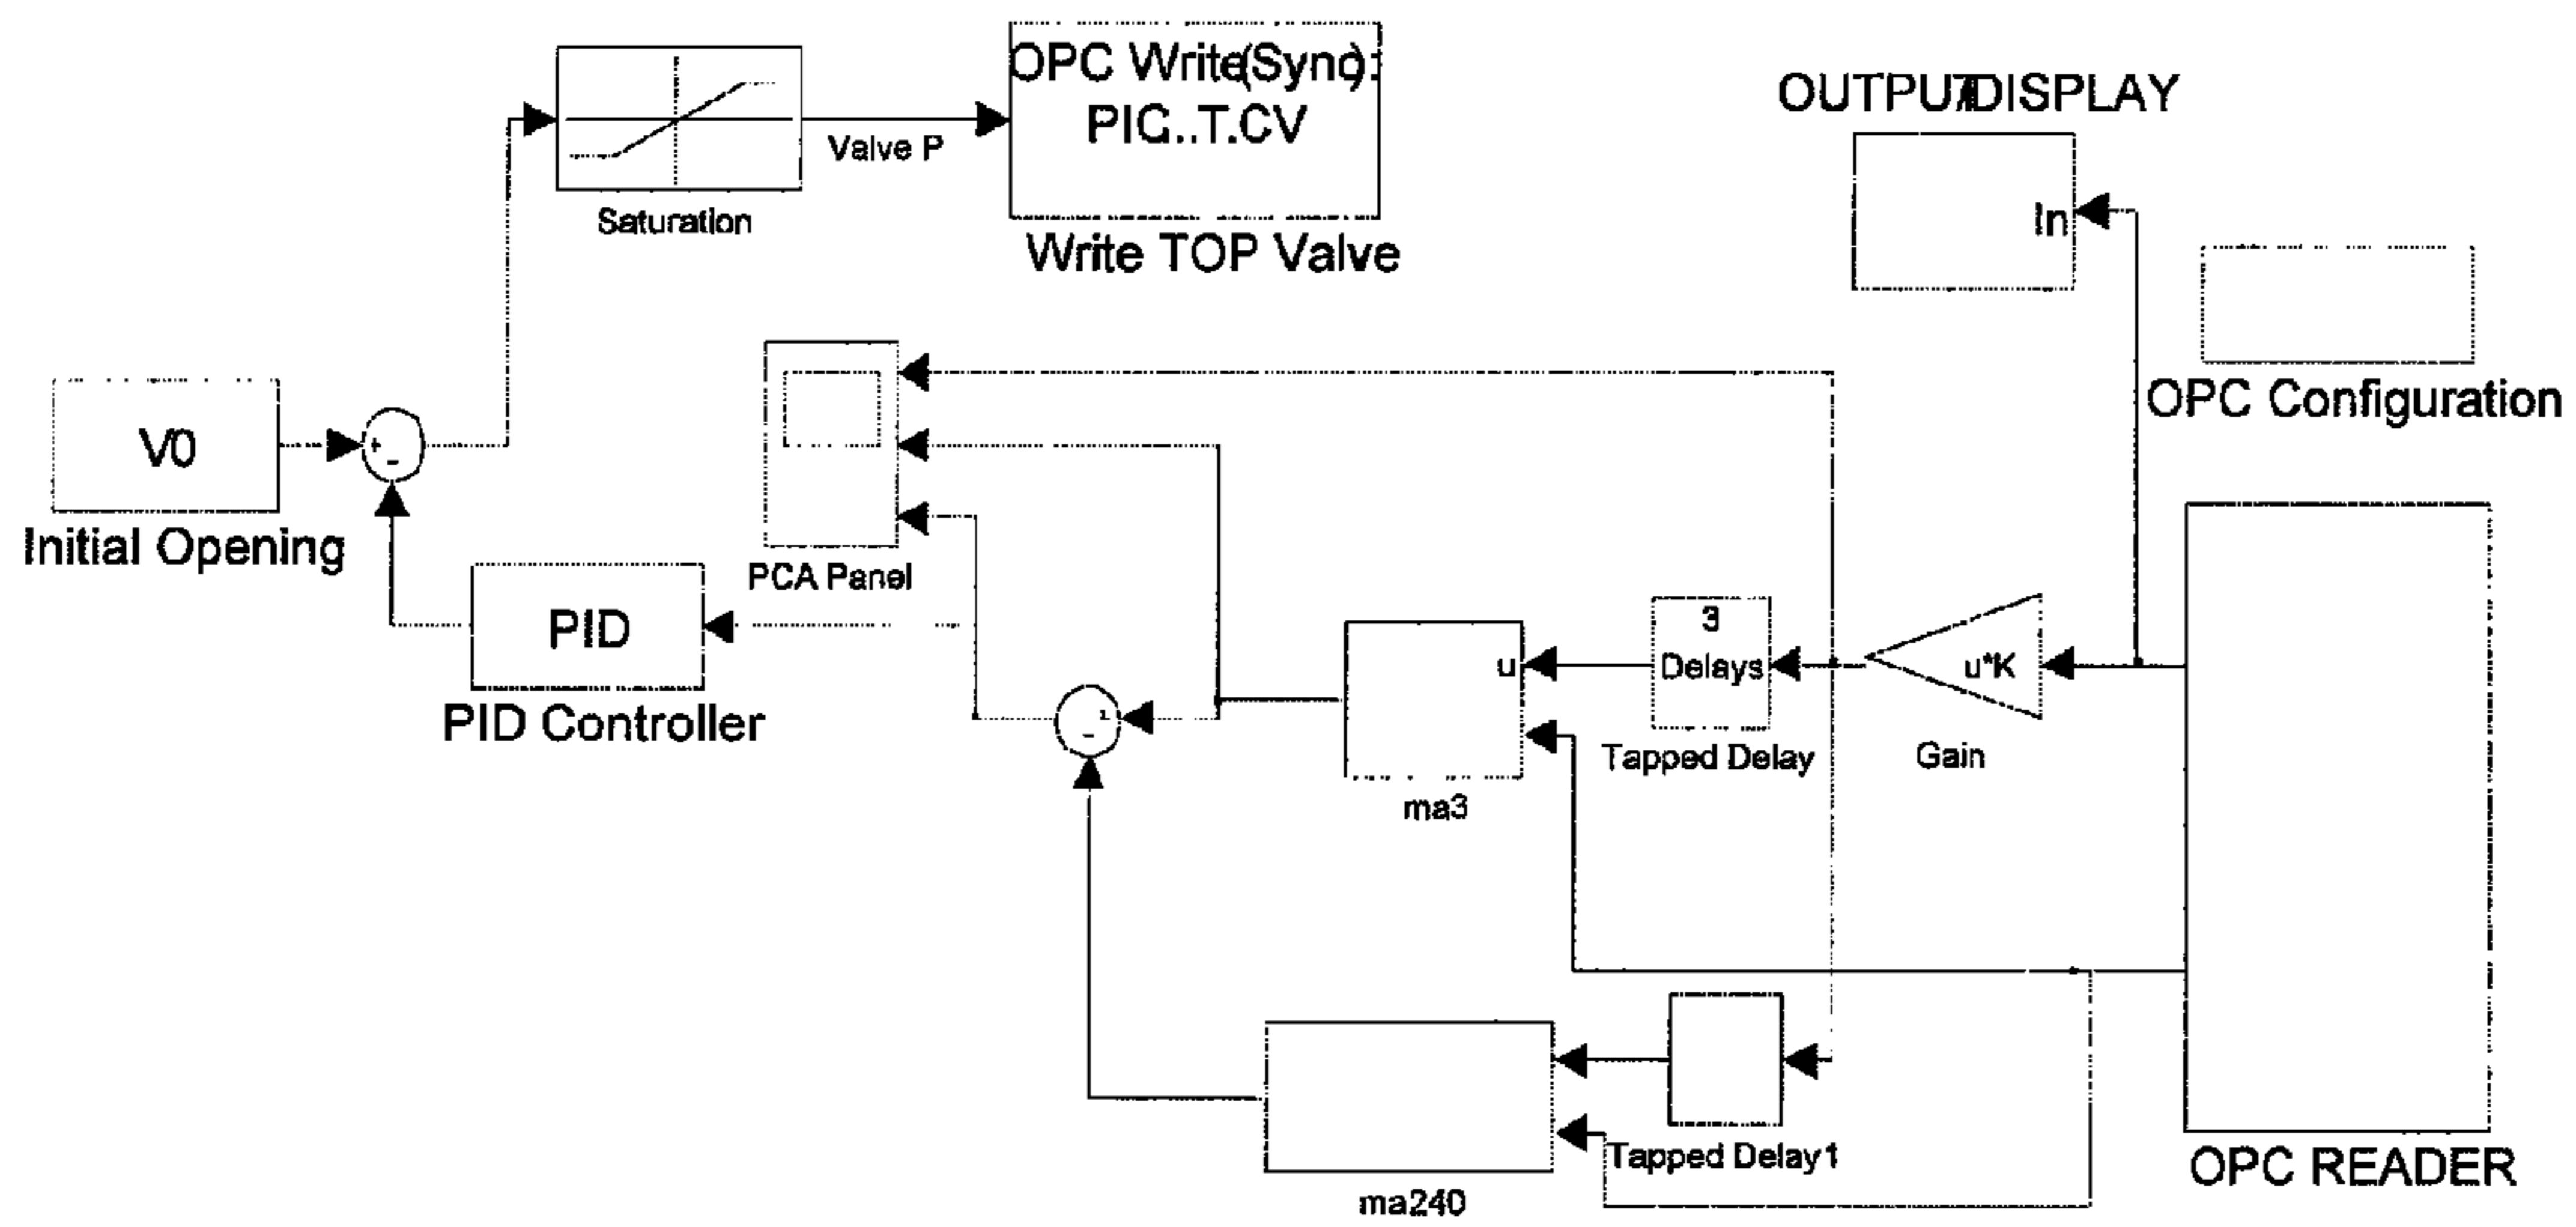 OPC Write(Sync):
PIC..T.CV
Write TOP Valve
Valve P
Saturation
OUTPUT/DISPLAY
In
OPC Configuration
V0
+
-
Initial Opening
PID
PID Controller
PCA Panel
u
ma3
3
Delays
Tapped Delay
u*K
Gain
-
Tapped Delay1
ma240
OPC READER